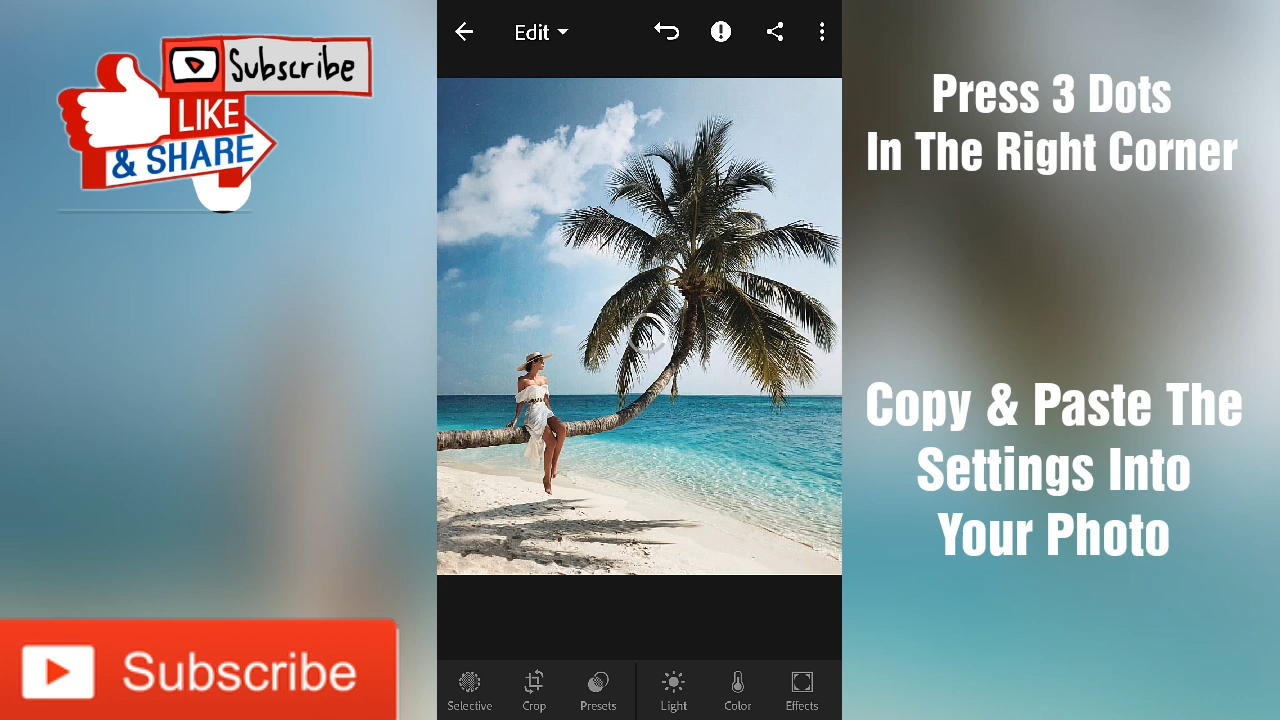 Subscribe
LIKE
& SHARE
Edit
Press 3 Dots
In The Right Corner
Copy & Paste The
Settings Into
Your Photo
Subscribe
Selective
Crop
Presets
Light
Color
Effects